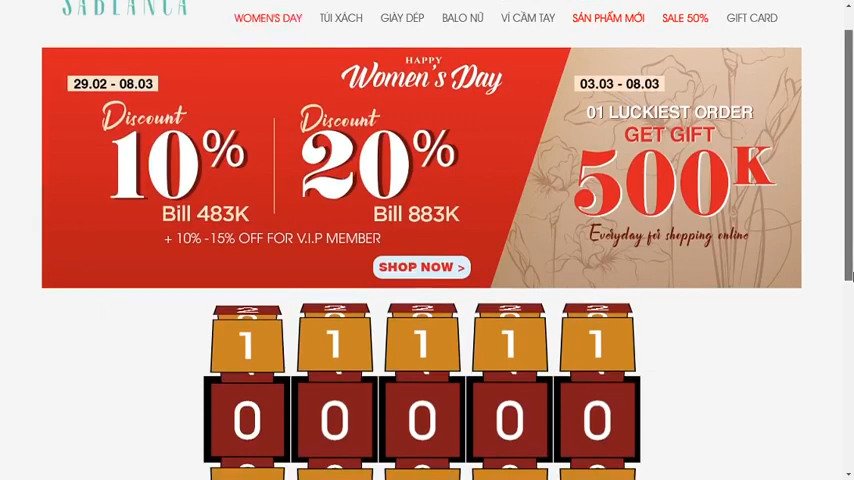 SABLANCA
WOMEN'S DAY TÚI XÁCH GIÀY DÉP BALO NỮ VÍ CẦM TAY SẢN PHẨM MỚI SALE 50% GIFT CARD
29.02 - 08.03
HAPPY
Women's Day
Discount
10%
Bill 483K
Discount
20%
Bill 883K
+ 10% -15% OFF FOR V.I.P MEMBER
SHOP NOW >
03.03 - 08.03
01 LUCKIEST ORDER
GET GIFT
500K
Everyday for shopping online
1 1 1 1 1
0 0 0 0 0